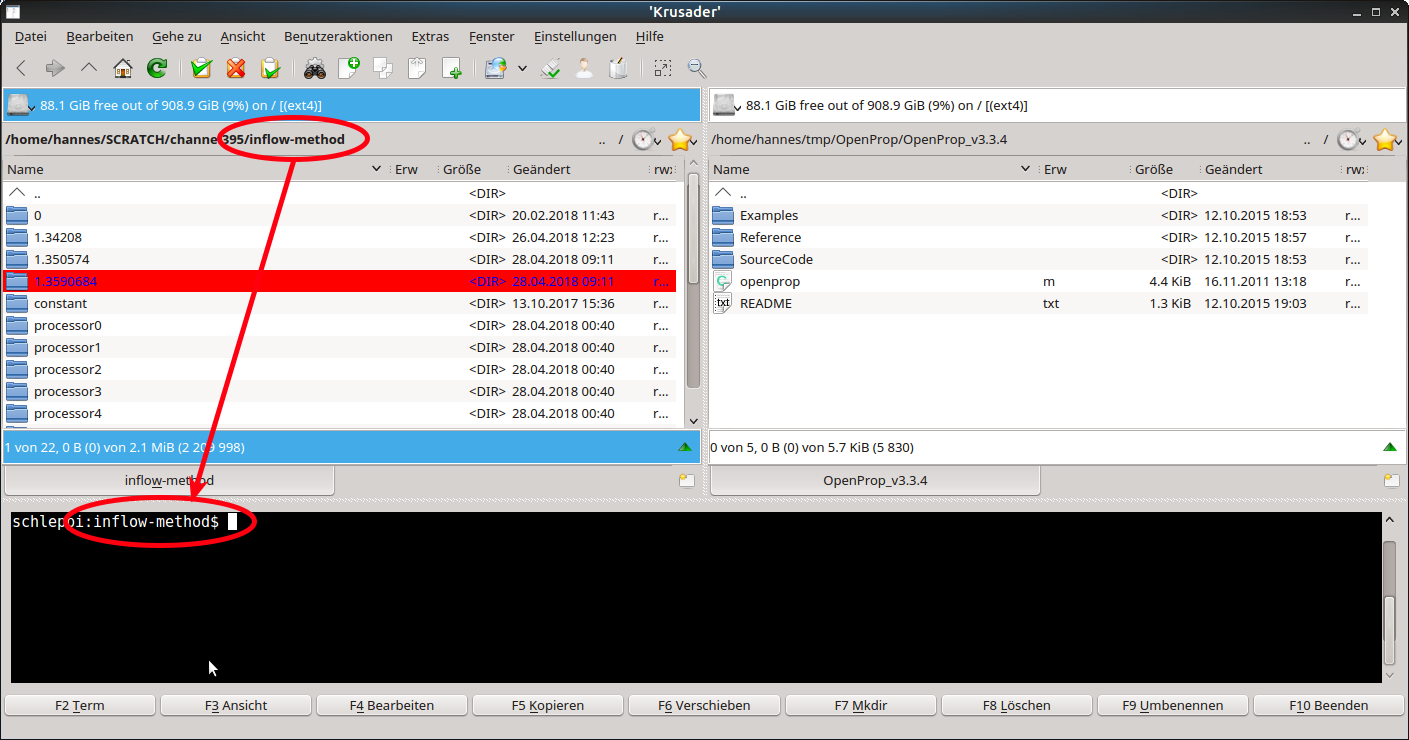 'Krusader'
Datei Bearbeiten Gehe zu Ansicht Benutzeraktionen Extras Fenster Einstellungen Hilfe
88.1 GiB free out of 908.9 GiB (9%) on / [(ext4)]
/home/hannes/SCRATCH/channel395/inflow-method .. /
Name Erw Größe Geändert rwx
.. <DIR>
0 <DIR> 20.02.2018 11:43 r...
1.34208 <DIR> 26.04.2018 12:23 r...
1.350574 <DIR> 28.04.2018 09:11 r...
1.3590684 <DIR> 28.04.2018 09:11 r...
constant <DIR> 13.10.2017 15:36 r...
processor0 <DIR> 28.04.2018 00:40 r...
processor1 <DIR> 28.04.2018 00:40 r...
processor2 <DIR> 28.04.2018 00:40 r...
processor3 <DIR> 28.04.2018 00:40 r...
processor4 <DIR> 28.04.2018 00:40 r...
1 von 22, 0 B (0) von 2.1 MiB (2 209 998)
inflow-method
88.1 GiB free out of 908.9 GiB (9%) on / [(ext4)]
/home/hannes/tmp/OpenProp/OpenProp_v3.3.4 .. /
Name Erw Größe Geändert rwx
.. <DIR>
Examples <DIR> 12.10.2015 18:53 r...
Reference <DIR> 12.10.2015 18:57 r...
SourceCode <DIR> 12.10.2015 18:53 r...
openprop m 4.4 KiB 16.11.2011 13:18 r...
README txt 1.3 KiB 12.10.2015 19:03 r...
0 von 5, 0 B (0) von 5.7 KiB (5 830)
OpenProp_v3.3.4
schleppi:inflow-method$
F2 Term F3 Ansicht F4 Bearbeiten F5 Kopieren F6 Verschieben F7 Mkdir F8 Löschen F9 Umbenennen F10 Beenden